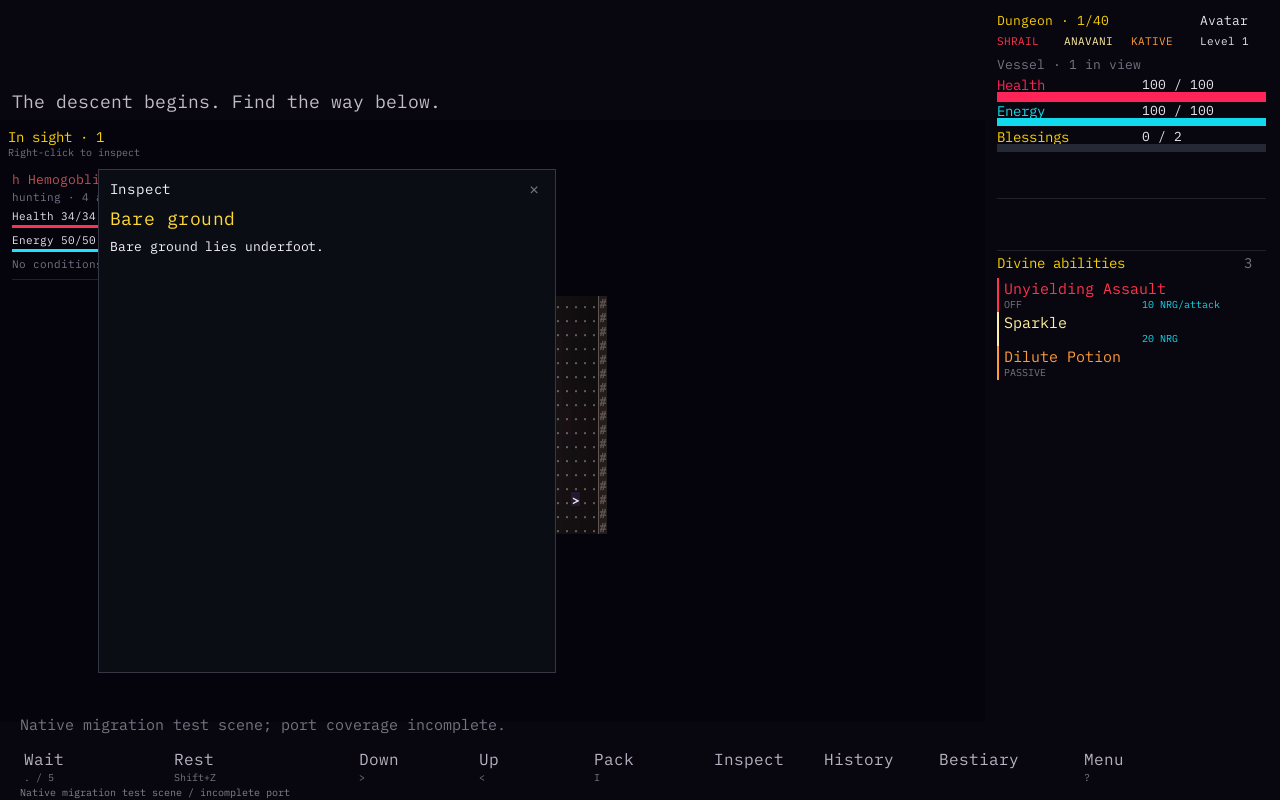 Dungeon · 1/40 Avatar
SHRAIL ANAVANI KATIVE Level 1
Vessel · 1 in view
Health 100 / 100
Energy 100 / 100
Blessings 0 / 2
The descent begins. Find the way below.
In sight · 1
Right-click to inspect
h Hemogobli
hunting · 4
Health 34/34
Energy 50/50
No conditions
Inspect ×
Bare ground
Bare ground lies underfoot.
>
Divine abilities 3
Unyielding Assault
OFF 10 NRG/attack
Sparkle
20 NRG
Dilute Potion
PASSIVE
Native migration test scene; port coverage incomplete.
Wait Rest Down Up Pack Inspect History Bestiary Menu
. / 5 Shift+Z > < I ?
Native migration test scene / incomplete port